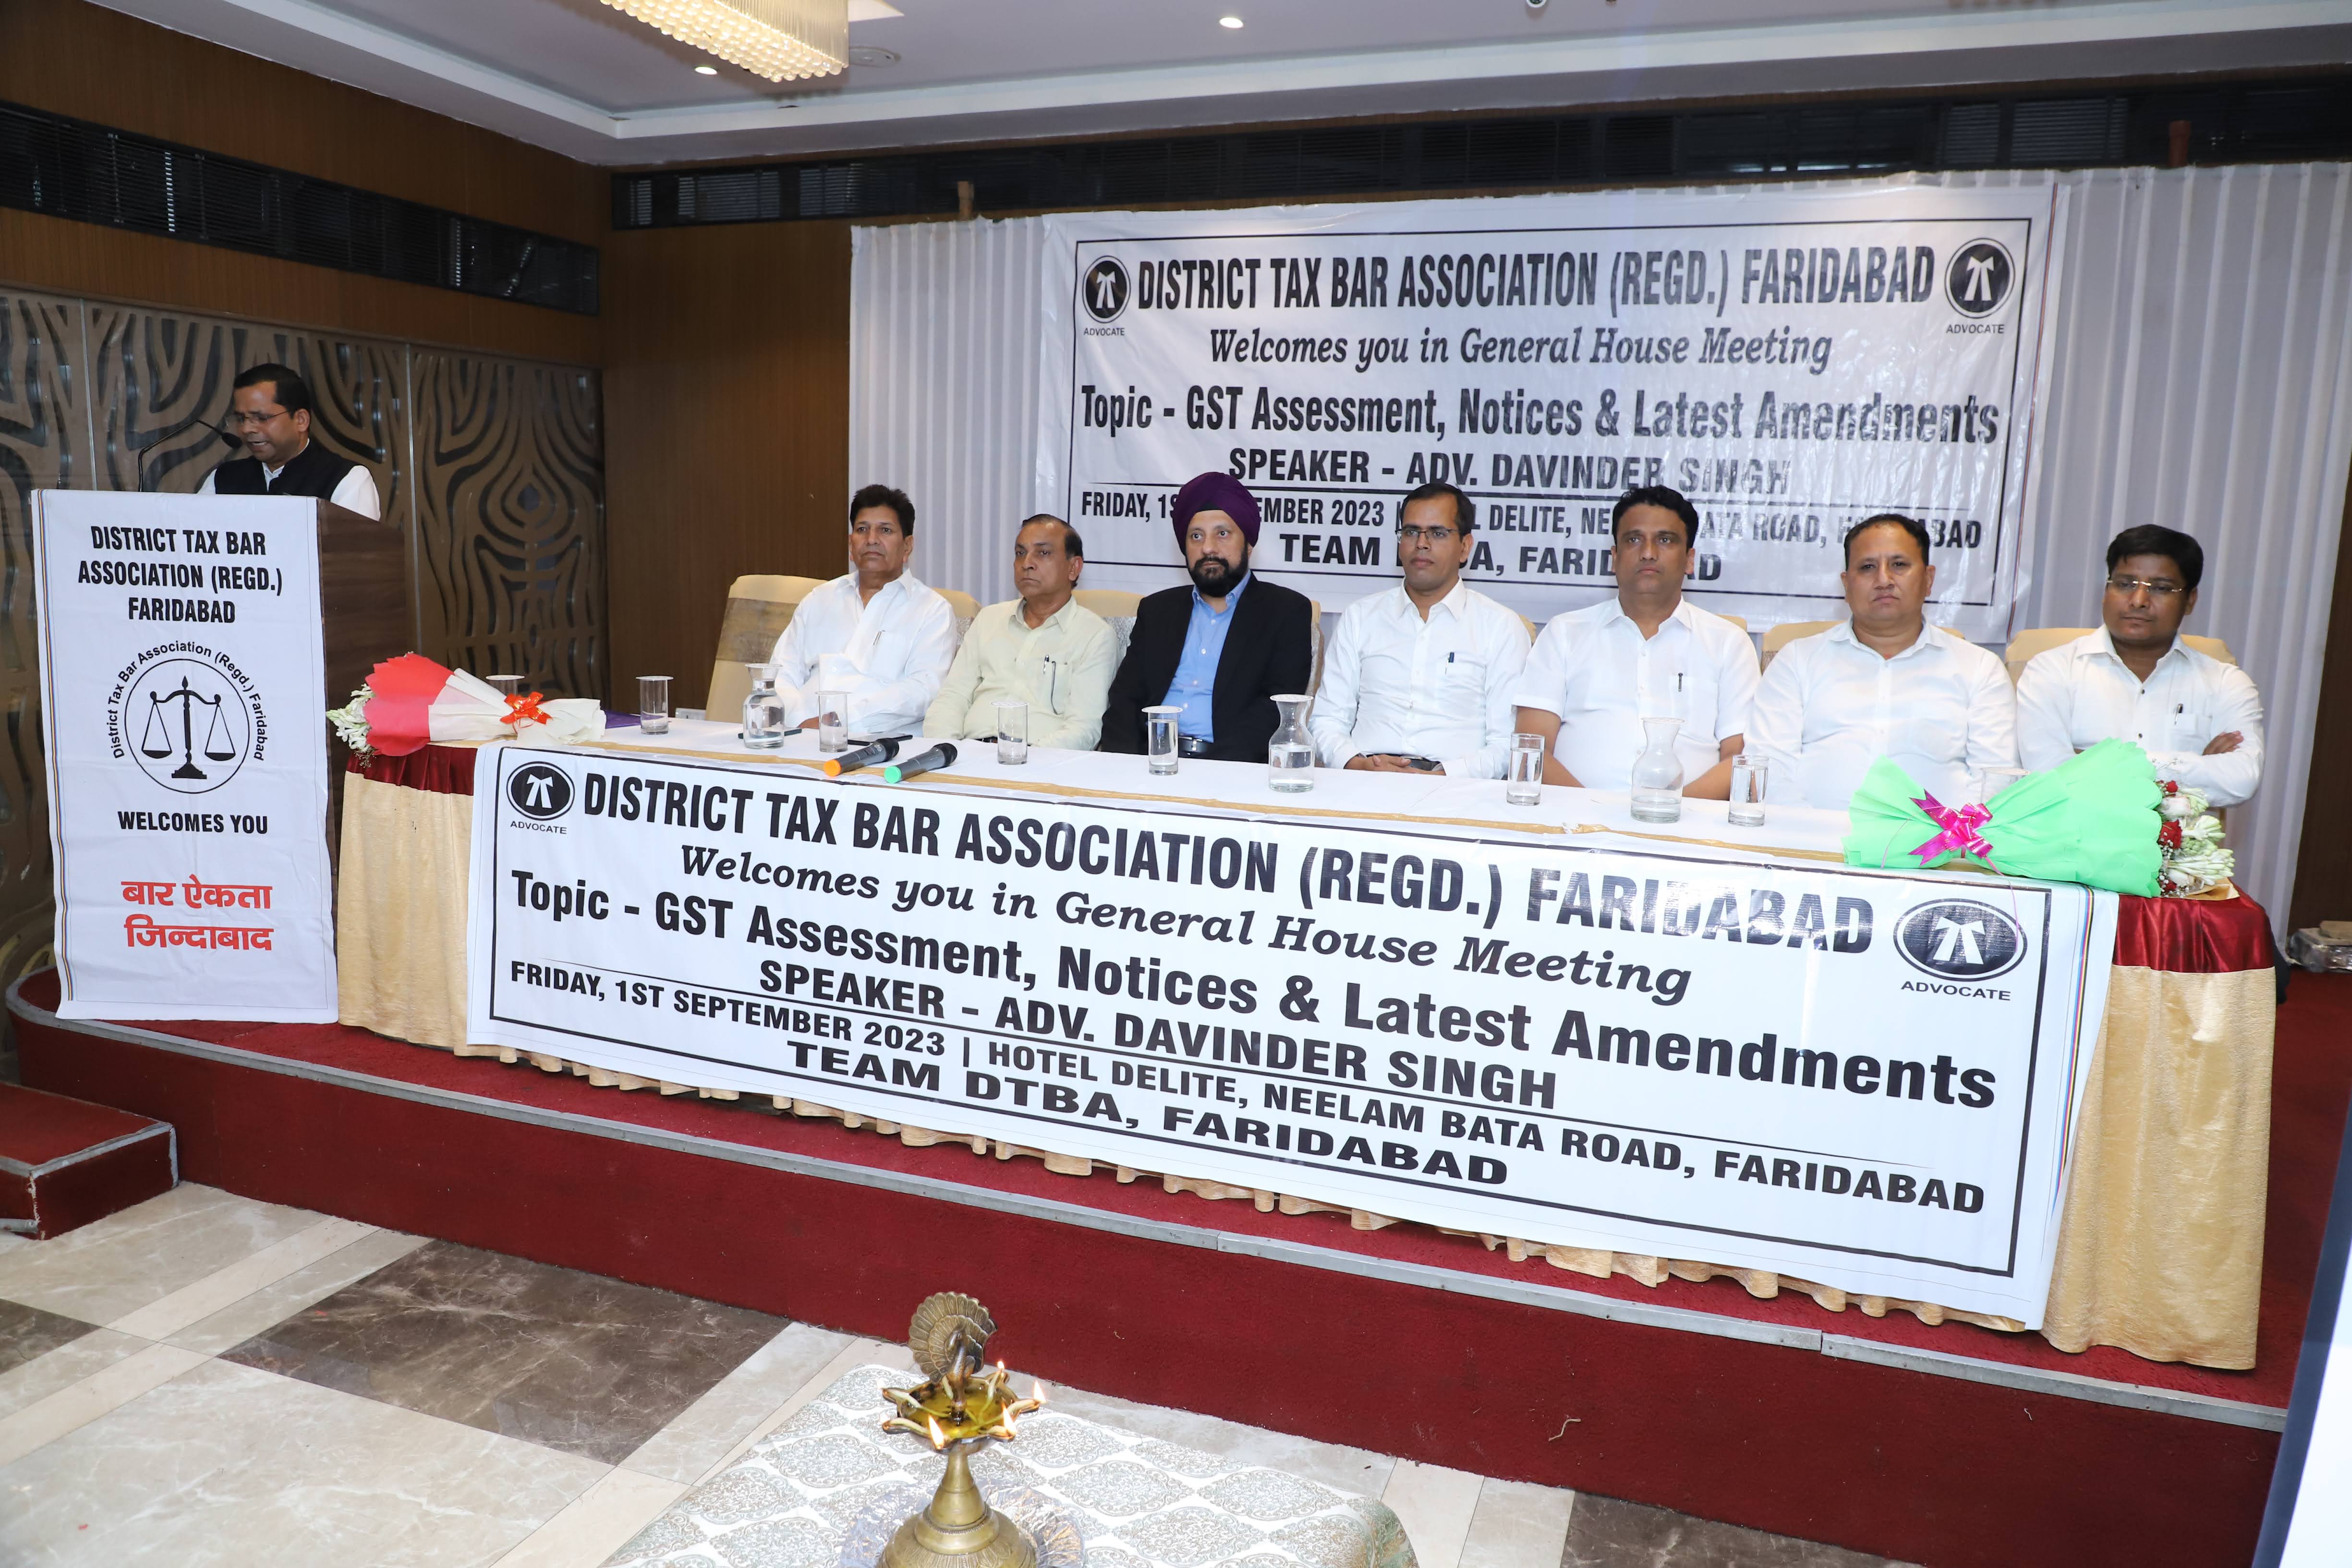 DISTRICT TAX BAR ASSOCIATION (REGD.) FARIDABAD
ADVOCATE
ADVOCATE
Welcomes you in General House Meeting
Topic - GST Assessment, Notices & Latest Amendments
SPEAKER - ADV. DAVINDER SINGH
FRIDAY, 1S EMBER 2023 | L DELITE, NE ATA ROAD, H ABAD
TEAM A, FARID D
DISTRICT TAX BAR
ASSOCIATION (REGD.)
FARIDABAD
District Tax Bar Association (Regd.) Faridabad
WELCOMES YOU
बार ऐकता
जिन्दाबाद
DISTRICT TAX BAR ASSOCIATION (REGD.) FARIDABAD
ADVOCATE
ADVOCATE
Welcomes you in General House Meeting
Topic - GST Assessment, Notices & Latest Amendments
SPEAKER - ADV. DAVINDER SINGH
FRIDAY, 1ST SEPTEMBER 2023 | HOTEL DELITE, NEELAM BATA ROAD, FARIDABAD
TEAM DTBA, FARIDABAD